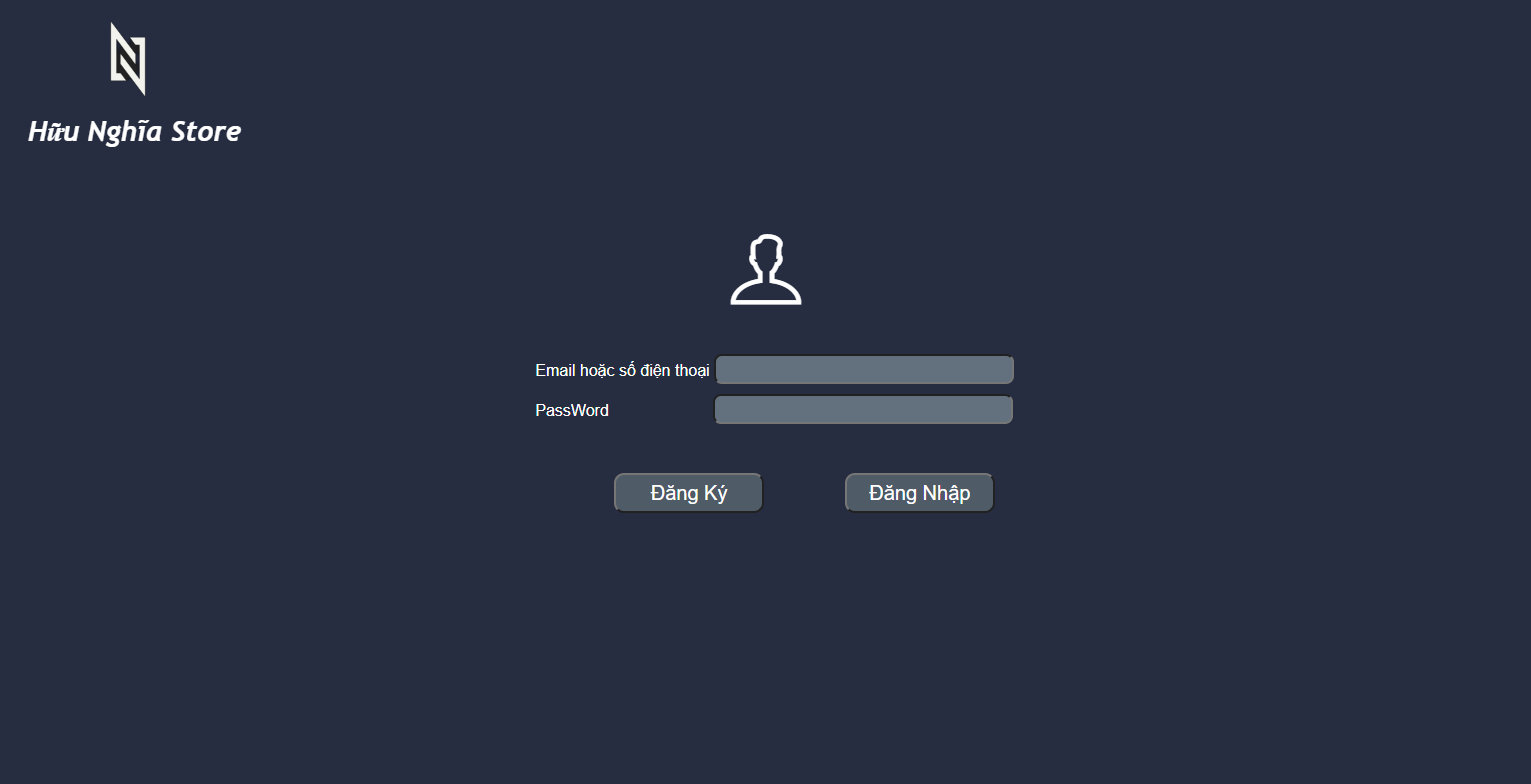 Hữu Nghĩa Store
Email hoặc số điện thoại
PassWord
Đăng Ký Đăng Nhập